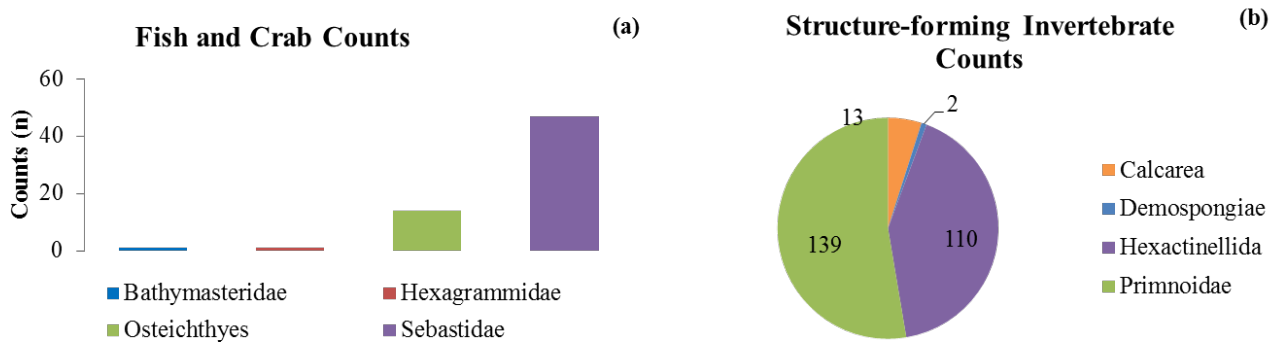 Fish and Crab Counts
(a)
60
40
20
0
Counts (n)
Bathymasteridae
Hexagrammidae
Osteichthyes
Sebastidae
Structure-forming Invertebrate
Counts
(b)
13
2
139
110
Calcarea
Demospongiae
Hexactinellida
Primnoidae